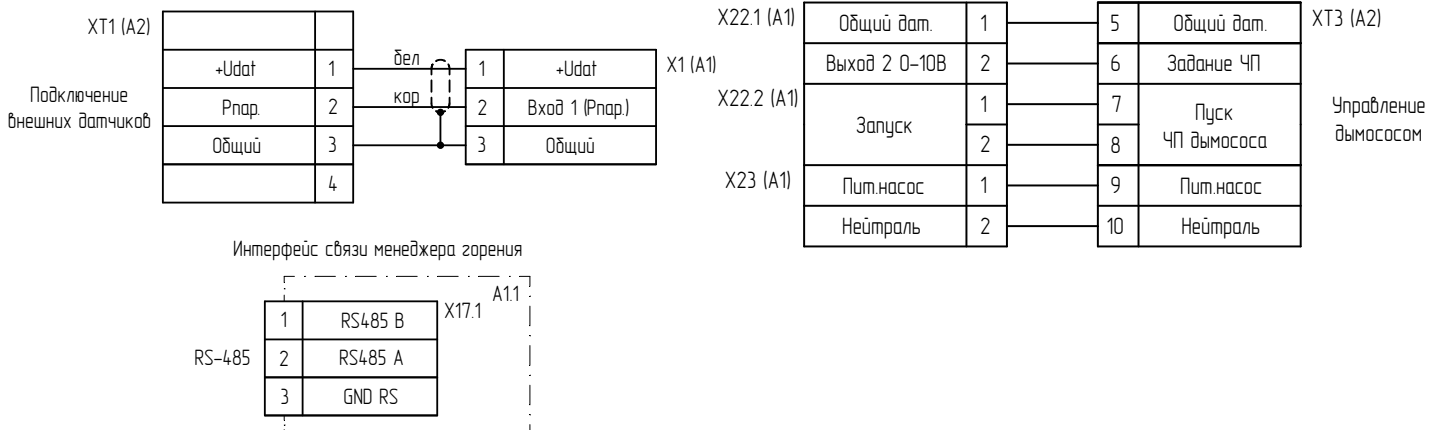 XT1 (A2)
+Udat 1
Рпар. 2
Общий 3
4
Подключение
внешних датчиков
бел
кор
1 +Udat
2 Вход 1 (Рпар.)
3 Общий
X1 (A1)
X22.1 (A1)
Общий дат. 1
Выход 2 0-10В 2
X22.2 (A1)
Запуск
1
2
X23 (A1)
Пит.насос 1
Нейтраль 2
5 Общий дат.
6 Задание ЧП
7
8
Пуск
ЧП дымососа
9 Пит.насос
10 Нейтраль
XT3 (A2)
Управление
дымососом
Интерфейс связи менеджера горения
A1.1
X17.1
RS-485
1 RS485 B
2 RS485 A
3 GND RS